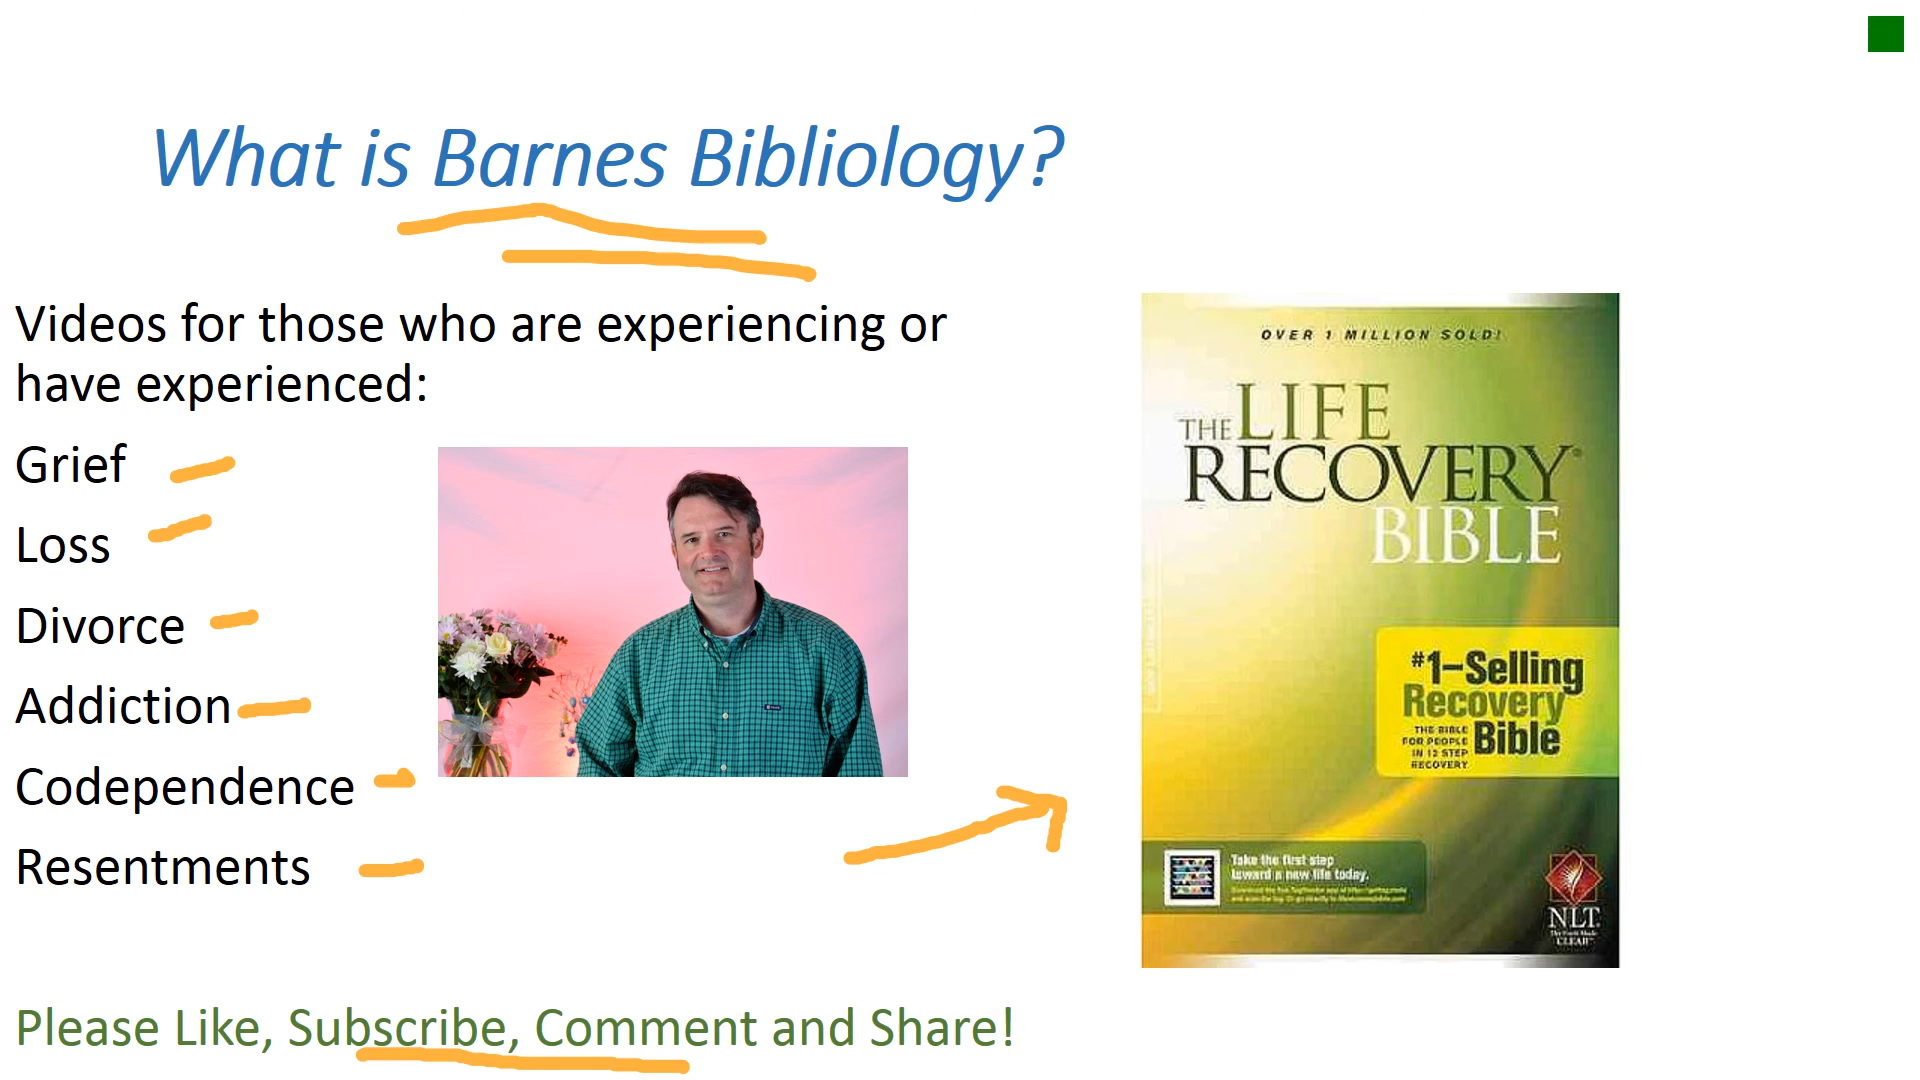 What is Barnes Bibliology?
Videos for those who are experiencing or
have experienced:
Grief
Loss
Divorce
Addiction
Codependence
Resentments
Please Like, Subscribe, Comment and Share!
OVER 1 MILLION SOLD!
THE LIFE
RECOVERY®
BIBLE
#1–Selling
Recovery
Bible
THE BIBLE
FOR PEOPLE
IN 12 STEP
RECOVERY
Take the first step
toward a new life today.
NLT
CLEAR